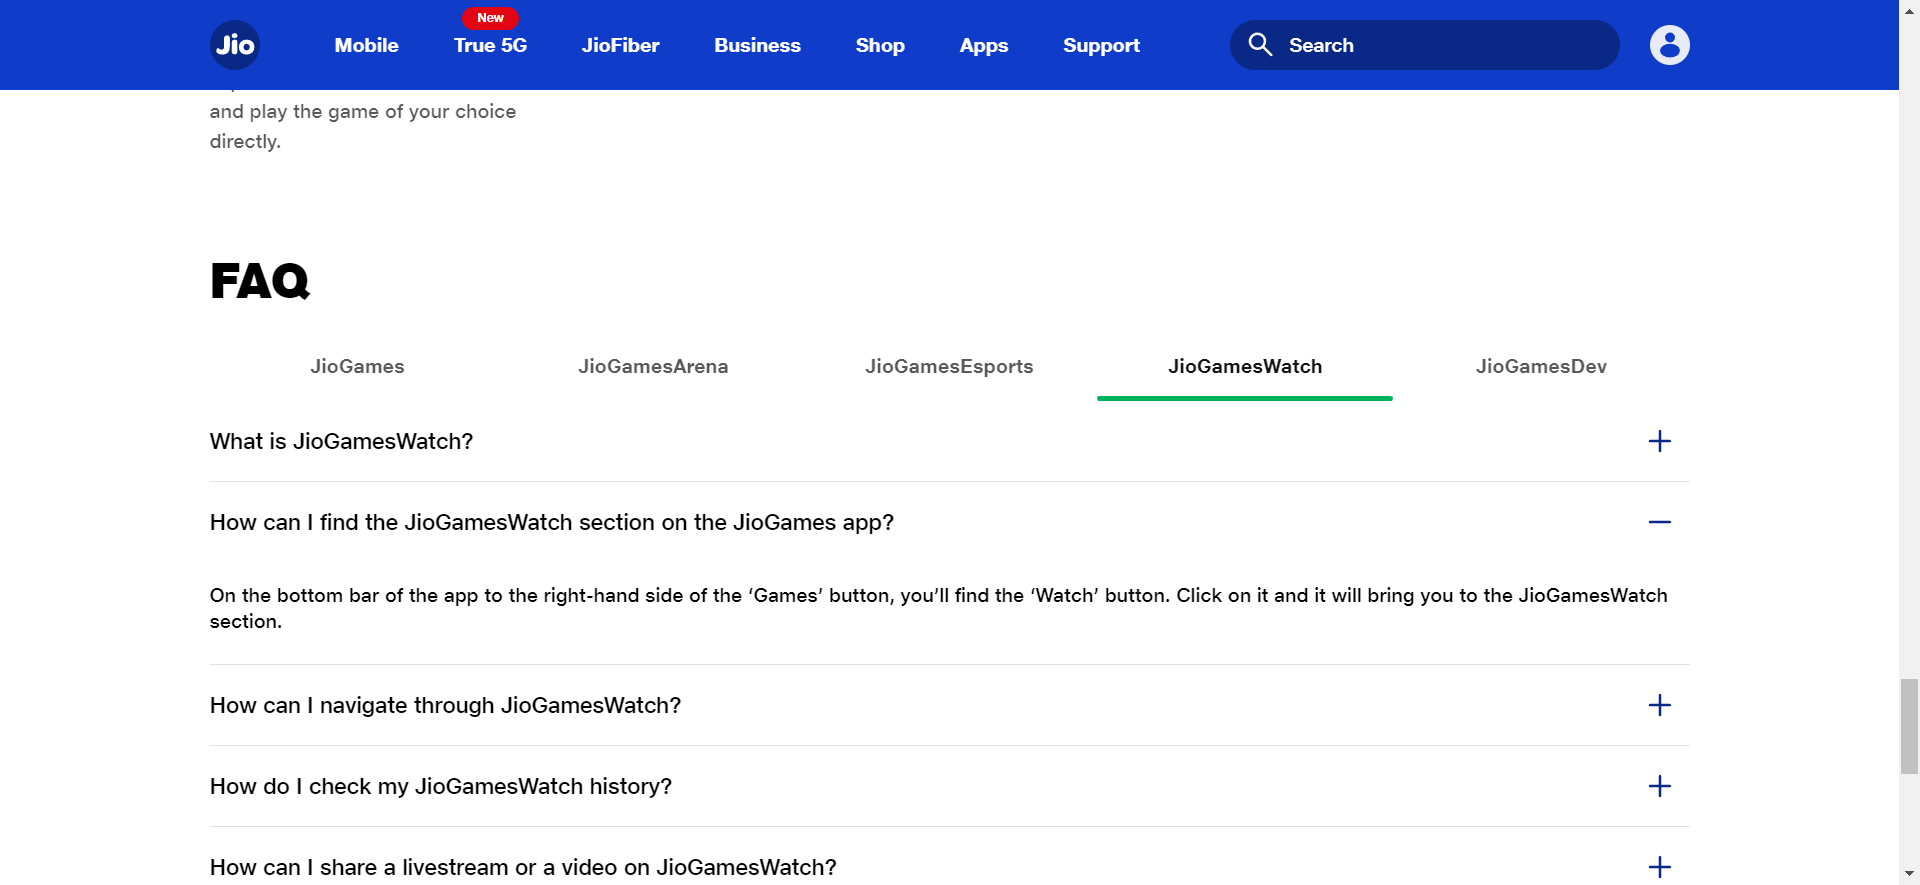 Jio
Mobile
New
True 5G
JioFiber
Business
Shop
Apps
Support
Search
and play the game of your choice
directly.
FAQ
JioGames
JioGamesArena
JioGamesEsports
JioGamesWatch
JioGamesDev
What is JioGamesWatch?
How can I find the JioGamesWatch section on the JioGames app?
On the bottom bar of the app to the right-hand side of the ‘Games’ button, you’ll find the ‘Watch’ button. Click on it and it will bring you to the JioGamesWatch
section.
How can I navigate through JioGamesWatch?
How do I check my JioGamesWatch history?
How can I share a livestream or a video on JioGamesWatch?